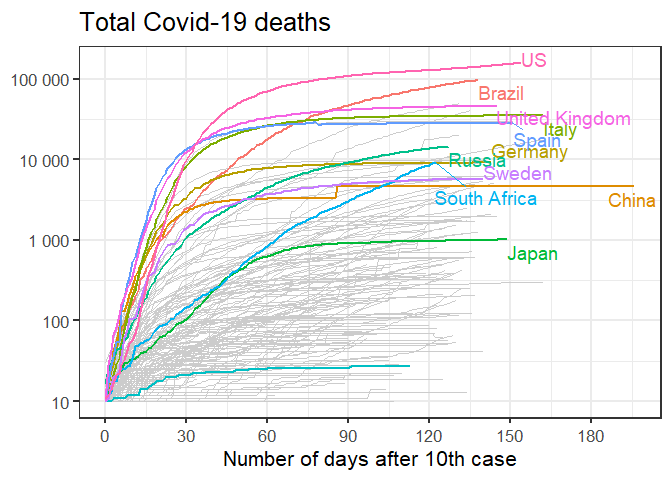 Total Covid-19 deaths
US
100 000
Brazil
United Kingdom
Italy
Spain
Germany
10 000
Russia
Sweden
South Africa
China
1 000
Japan
100
10
0 30 60 90 120 150 180
Number of days after 10th case